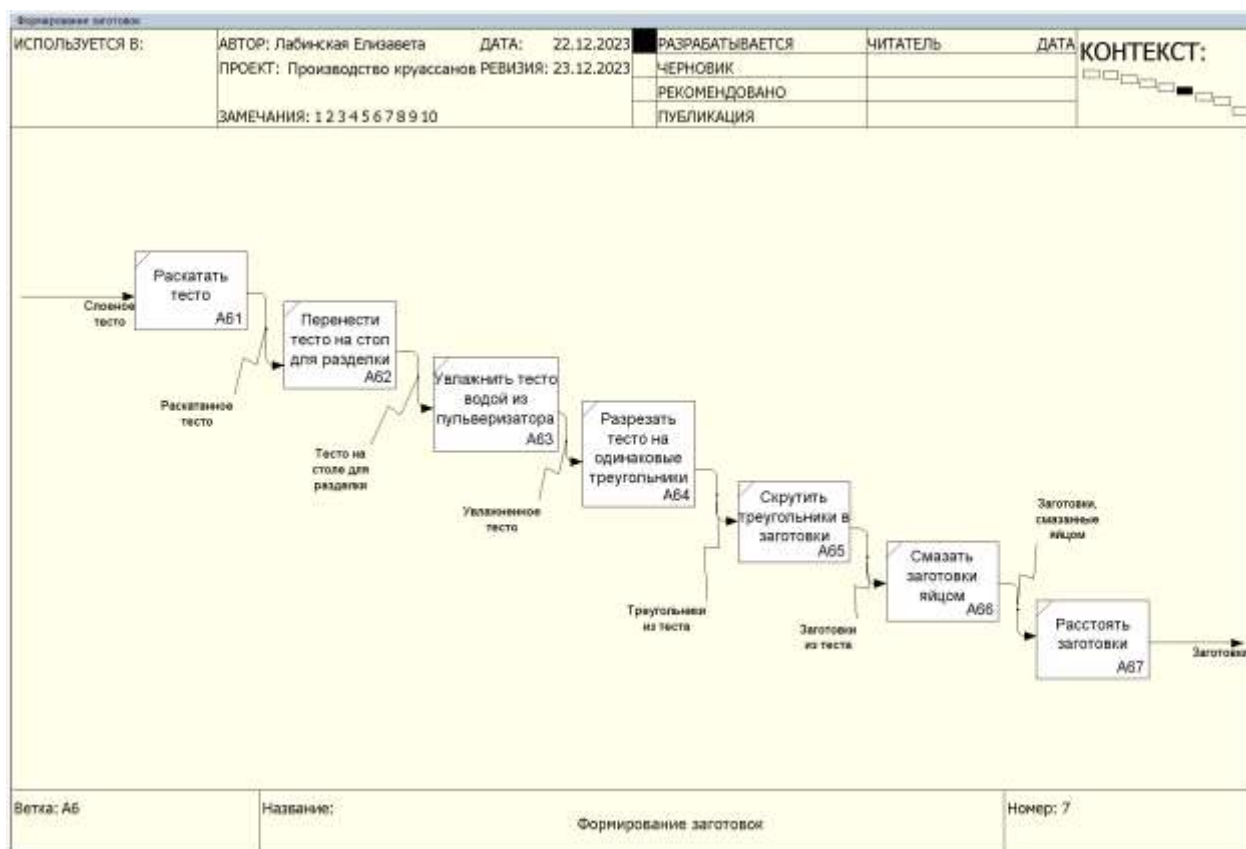 Формирование заготовок
ИСПОЛЬЗУЕТСЯ В:
АВТОР: Лабинская Елизавета
ДАТА: 22.12.2023
ПРОЕКТ: Производство круассанов
РЕВИЗИЯ: 23.12.2023
ЗАМЕЧАНИЯ: 1 2 3 4 5 6 7 8 9 10
РАЗРАБАТЫВАЕТСЯ
ЧЕРНОВИК
РЕКОМЕНДОВАНО
ПУБЛИКАЦИЯ
ЧИТАТЕЛЬ
ДАТА
КОНТЕКСТ:
Слоеное
тесто
Раскатать
тесто
A61
Раскатанное
тесто
Перенести
тесто на стол
для разделки
A62
Тесто на
столе для
разделки
Увлажнить тесто
водой из
пульверизатора
A63
Увлажненное
тесто
Разрезать
тесто на
одинаковые
треугольники
A64
Треугольники
из теста
Скрутить
треугольники в
заготовки
A65
Заготовки
из теста
Смазать
заготовки
яйцом
A66
Заготовки,
смазанные
яйцом
Расстоять
заготовки
A67
Заготовки
Ветка: A6
Название:
Формирование заготовок
Номер: 7